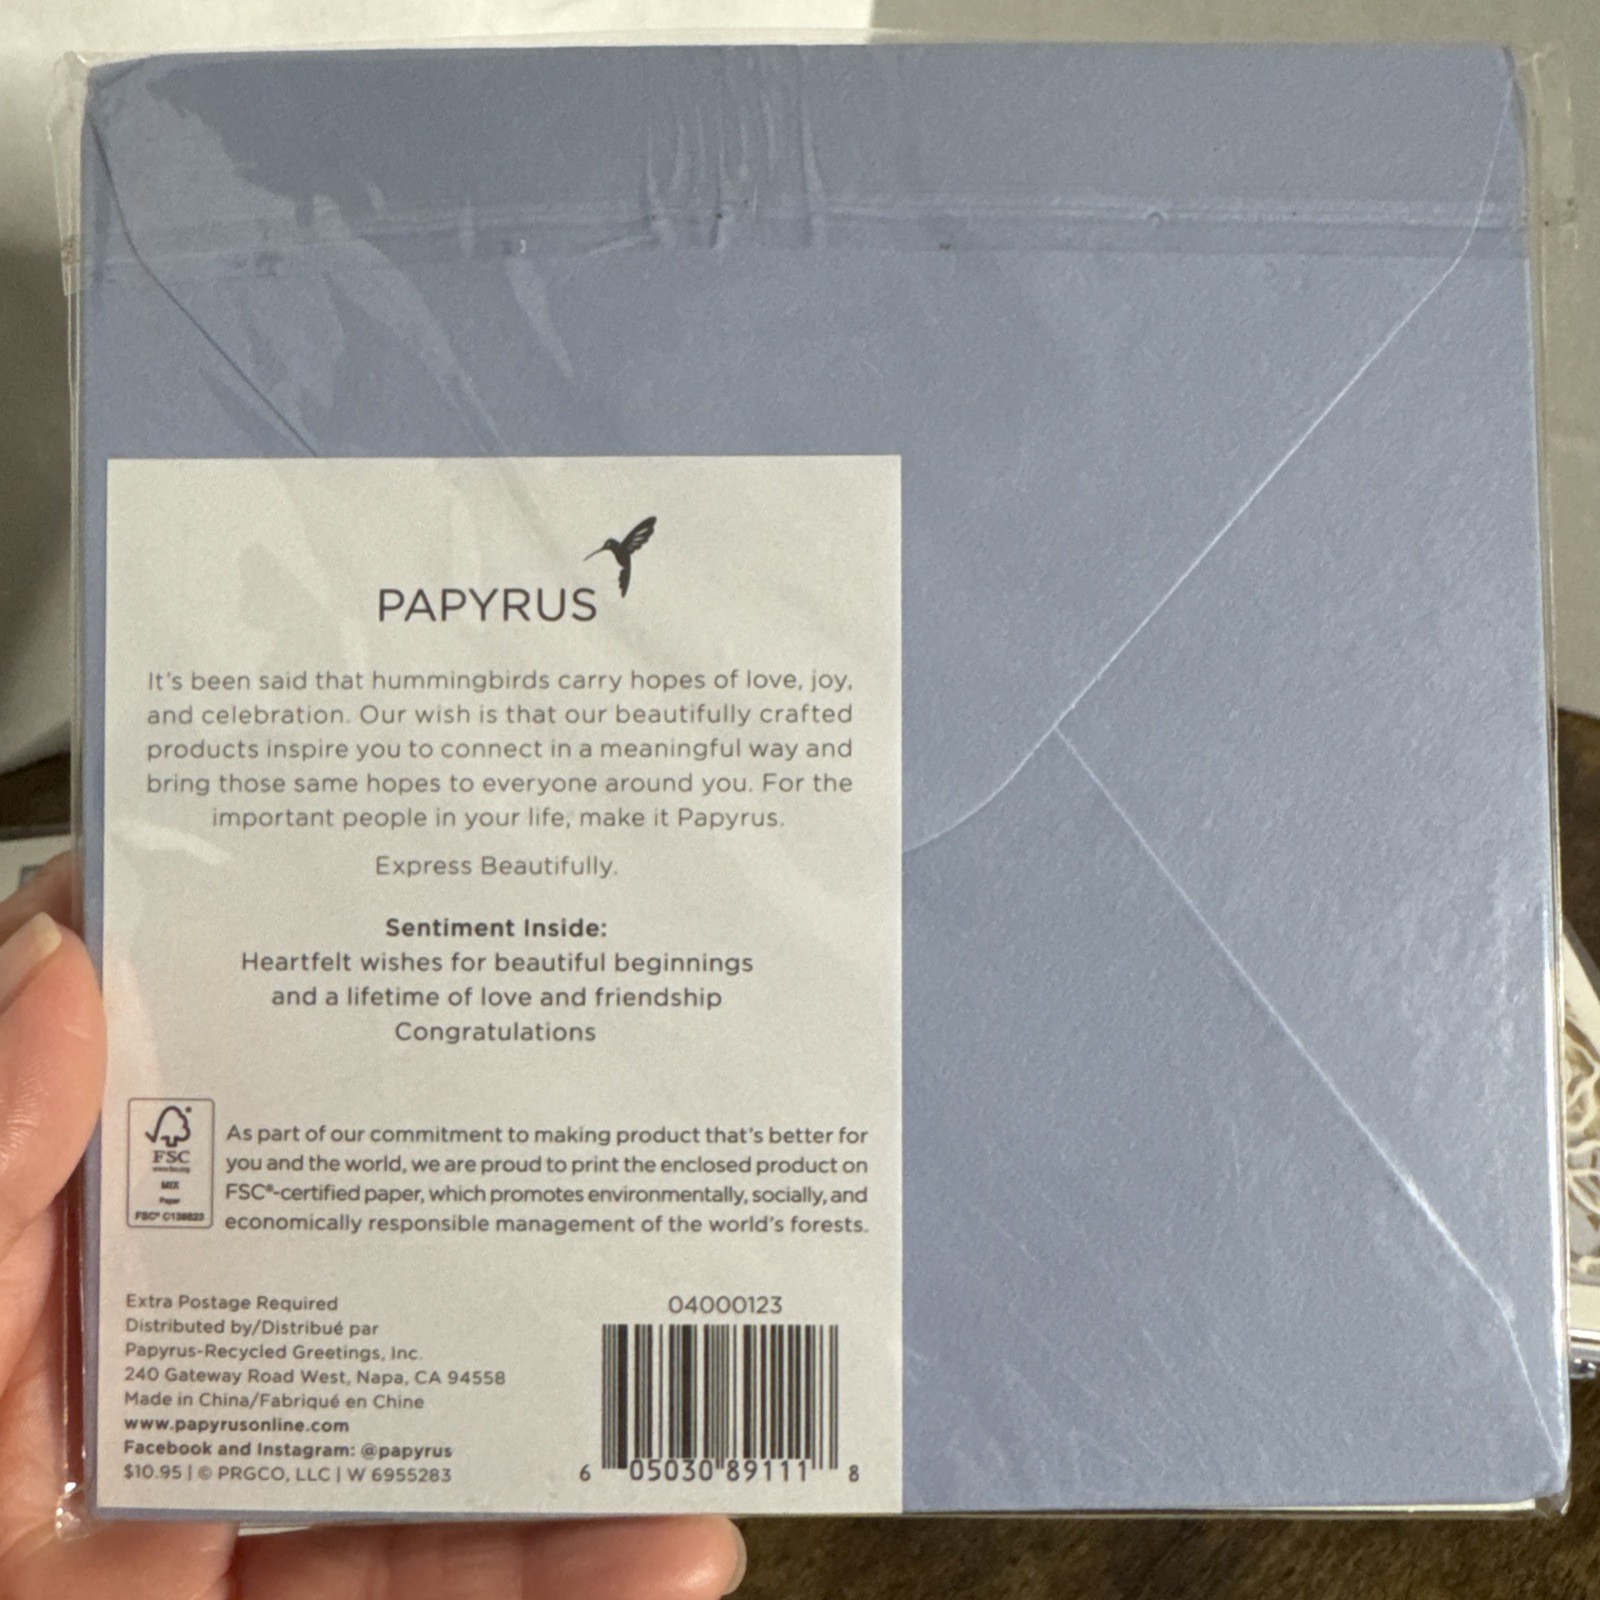 PAPYRUS
It's been said that hummingbirds carry hopes of love, joy,
and celebration. Our wish is that our beautifully crafted
products inspire you to connect in a meaningful way and
bring those same hopes to everyone around you. For the
important people in your life, make it Papyrus.
Express Beautifully.
Sentiment Inside:
Heartfelt wishes for beautiful beginnings
and a lifetime of love and friendship
Congratulations
FSC
www.fsc.org
MIX
Paper
As part of our commitment to making product that's better for
you and the world, we are proud to print the enclosed product on
FSC®-certified paper, which promotes environmentally, socially, and
economically responsible management of the world's forests.
Extra Postage Required
Distributed by/Distribué par
Papyrus-Recycled Greetings, Inc.
240 Gateway Road West, Napa, CA 94558
Made in China/Fabriqué en Chine
www.papyrusonline.com
Facebook and Instagram: @papyrus
$10.95 | © PRGCO, LLC | W 6955283
04000123
6 05030 89111 8